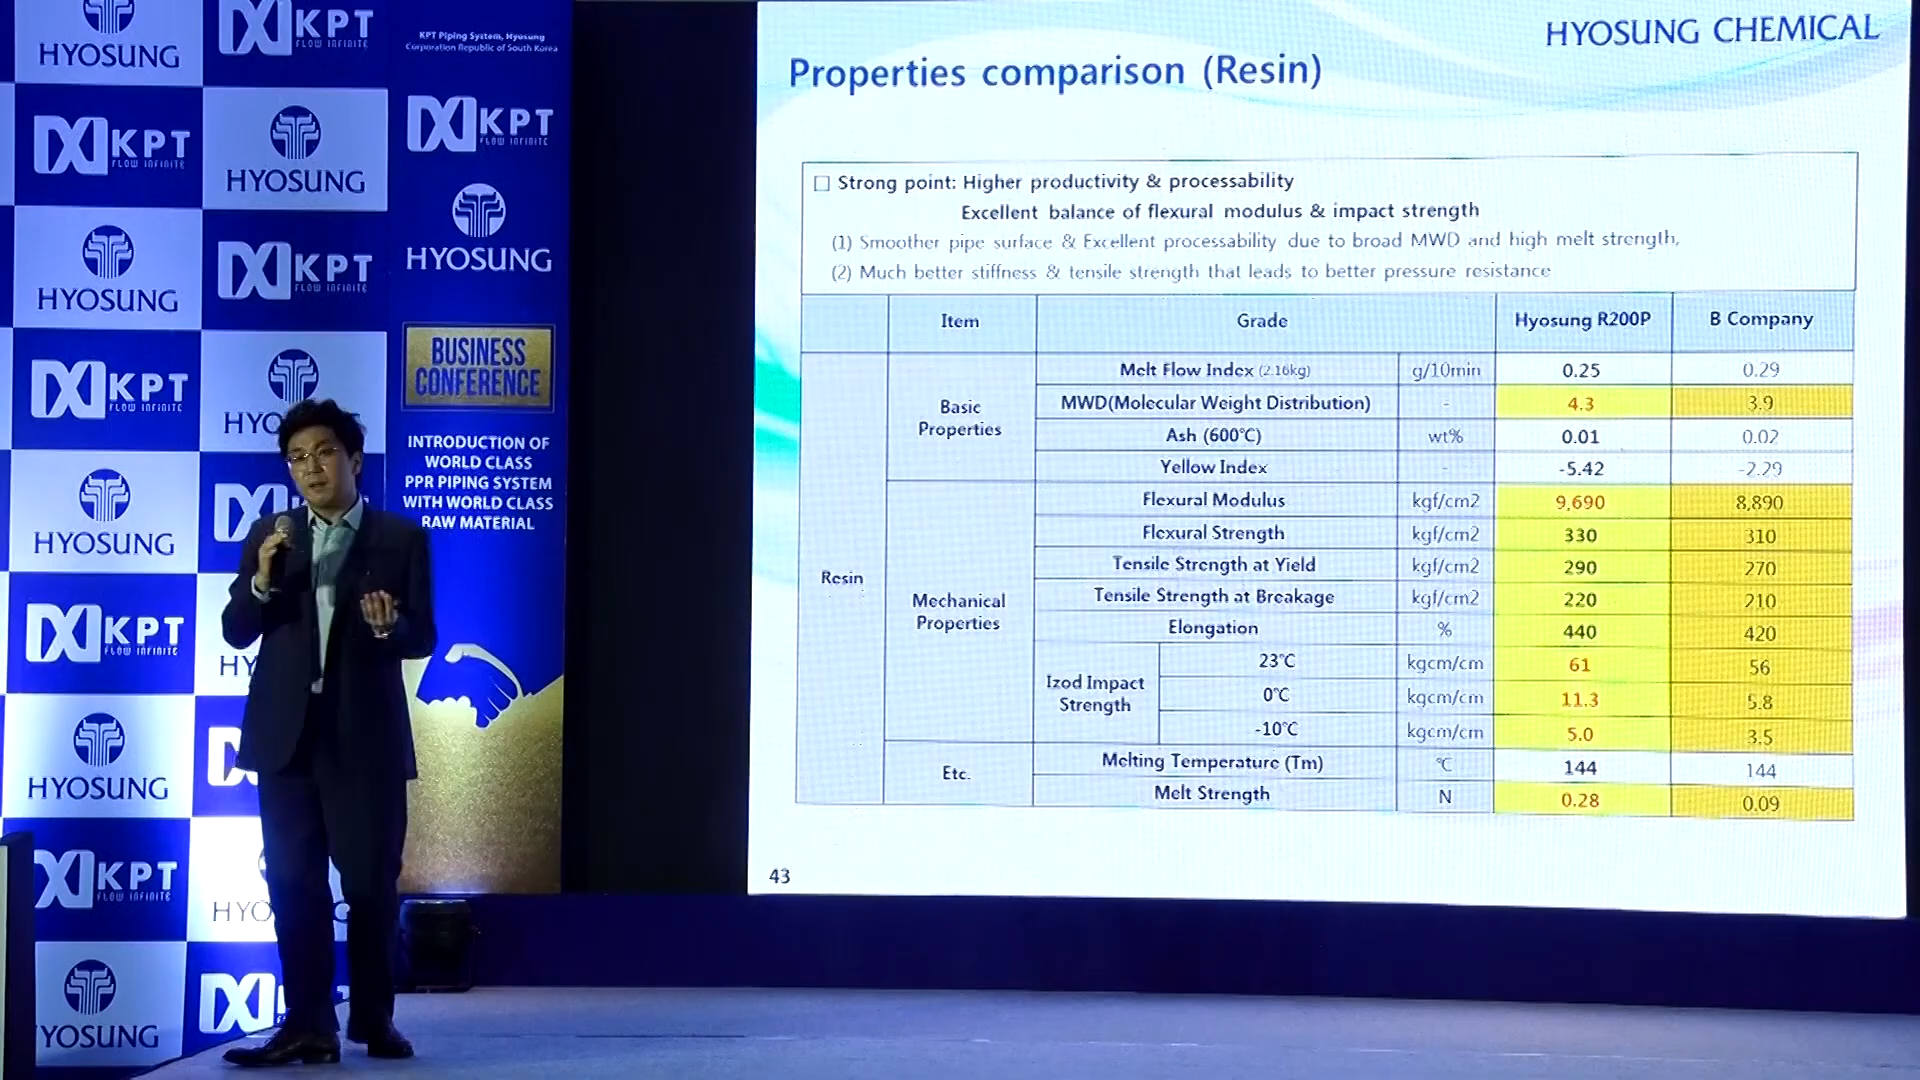 HYOSUNG
KPT
FLOW INFINITE
KPT
FLOW INFINITE
HYOSUNG
HYOSUNG
KPT
FLOW INFINITE
KPT
FLOW INFINITE
HYO
HYOSUNG
K
KPT
FLOW INFINITE
HY
HYOSUNG
KPT
FLOW INFINITE
HYO
G
YOSUNG
KPT Piping System, Hyosung
Corporation Republic of South Korea
KPT
FLOW INFINITE
HYOSUNG
BUSINESS
CONFERENCE
INTRODUCTION OF
WORLD CLASS
PPR PIPING SYSTEM
WITH WORLD CLASS
RAW MATERIAL
HYOSUNG CHEMICAL
Properties comparison (Resin)
□ Strong point: Higher productivity & processability
Excellent balance of flexural modulus & impact strength
(1) Smoother pipe surface & Excellent processability due to broad MWD and high melt strength,
(2) Much better stiffness & tensile strength that leads to better pressure resistance
Item Grade Hyosung R200P B Company
Resin
Basic Properties
Melt Flow Index (2.16kg) g/10min 0.25 0.29
MWD(Molecular Weight Distribution) - 4.3 3.9
Ash (600℃) wt% 0.01 0.02
Yellow Index - -5.42 -2.29
Mechanical Properties
Flexural Modulus kgf/cm2 9,690 8,890
Flexural Strength kgf/cm2 330 310
Tensile Strength at Yield kgf/cm2 290 270
Tensile Strength at Breakage kgf/cm2 220 210
Elongation % 440 420
Izod Impact Strength
23℃ kgcm/cm 61 56
0℃ kgcm/cm 11.3 5.8
-10℃ kgcm/cm 5.0 3.5
Etc.
Melting Temperature (Tm) ℃ 144 144
Melt Strength N 0.28 0.09
43